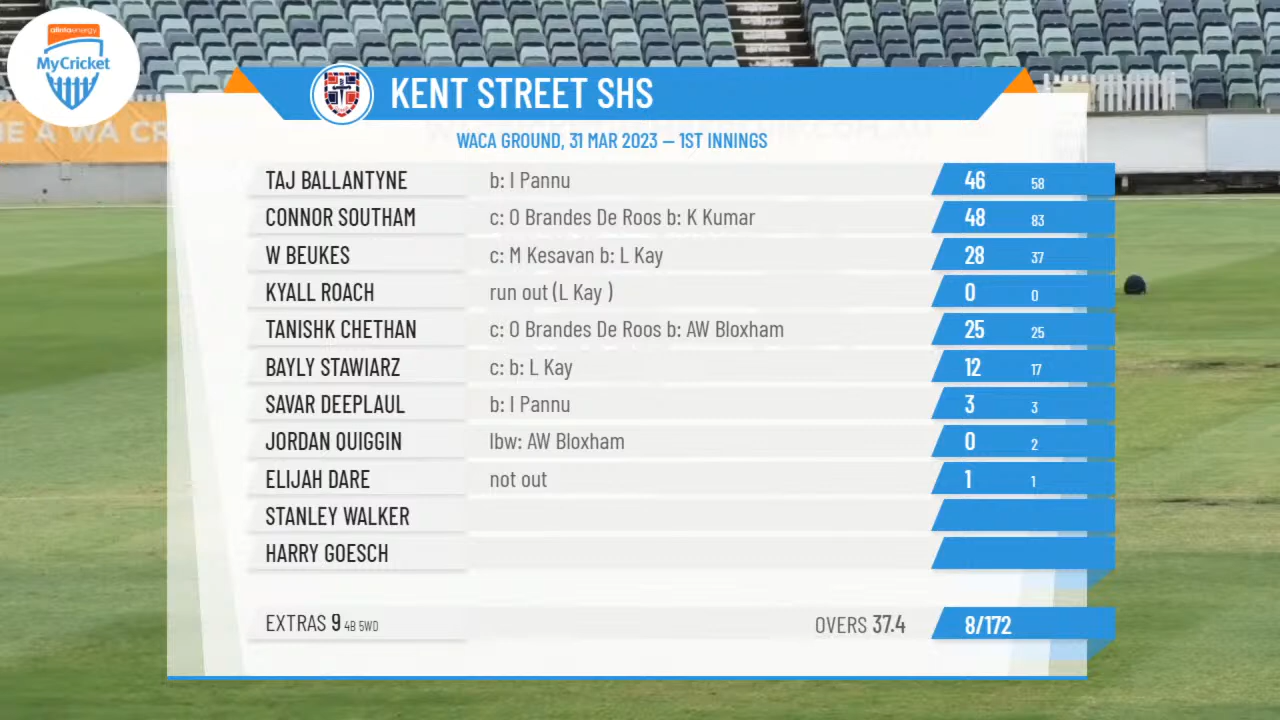 alintaenergy
MyCricket
KENT STREET SHS
WACA GROUND, 31 MAR 2023 – 1ST INNINGS
TAJ BALLANTYNE b: I Pannu 46 58
CONNOR SOUTHAM c: O Brandes De Roos b: K Kumar 48 83
W BEUKES c: M Kesavan b: L Kay 28 37
KYALL ROACH run out (L Kay ) 0 0
TANISHK CHETHAN c: O Brandes De Roos b: AW Bloxham 25 25
BAYLY STAWIARZ c: b: L Kay 12 17
SAVAR DEEPLAUL b: I Pannu 3 3
JORDAN QUIGGIN lbw: AW Bloxham 0 2
ELIJAH DARE not out 1 1
STANLEY WALKER
HARRY GOESCH
EXTRAS 9 4B 5WD OVERS 37.4 8/172